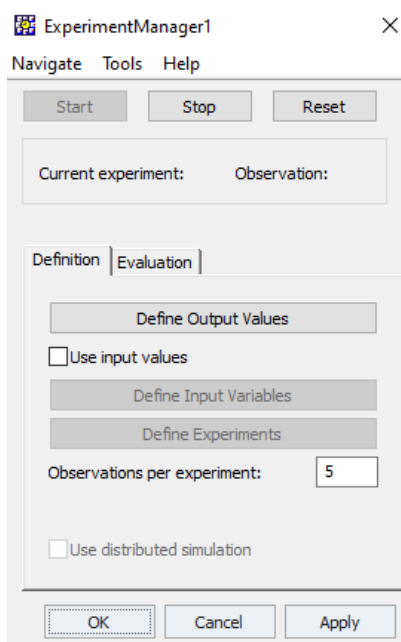 ExperimentManager1
Navigate Tools Help
Start Stop Reset
Current experiment: Observation:
Definition Evaluation
Define Output Values
Use input values
Define Input Variables
Define Experiments
Observations per experiment: 5
Use distributed simulation
OK Cancel Apply